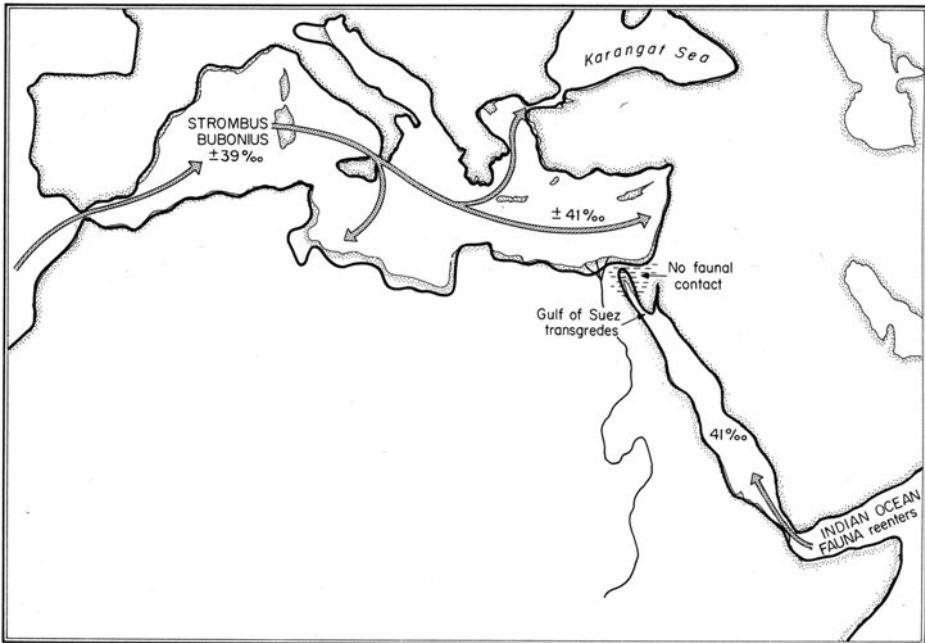 Karangat Sea
STROMBUS
BUBONIUS
±39‰
±41‰
No faunal
contact
Gulf of Suez
transgredes
41‰
INDIAN OCEAN
FAUNA reenters